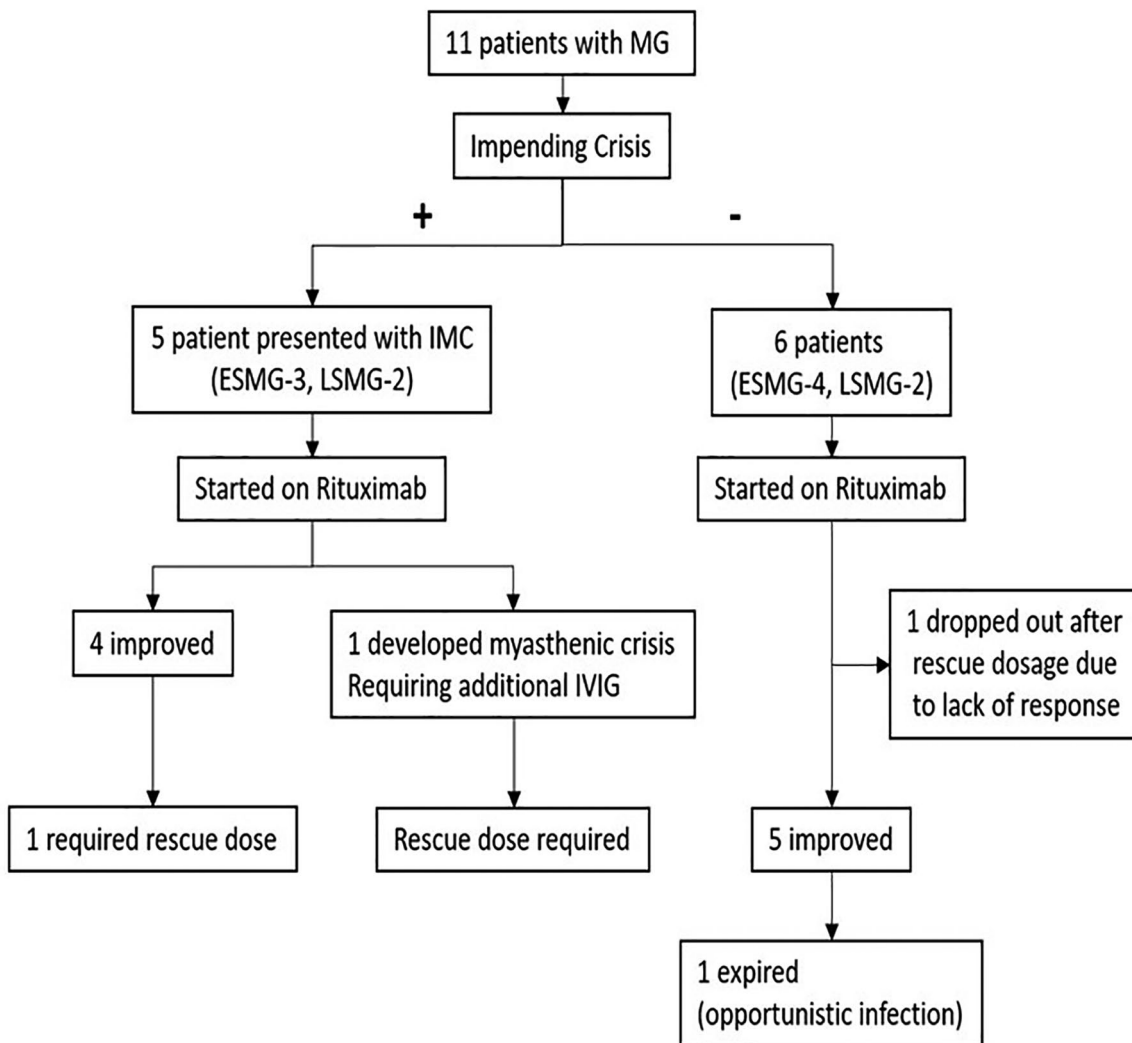 11 patients with MG
Impending Crisis
+
-
5 patient presented with IMC
(ESMG-3, LSMG-2)
6 patients
(ESMG-4, LSMG-2)
Started on Rituximab
Started on Rituximab
4 improved
1 developed myasthenic crisis
Requiring additional IVIG
1 dropped out after
rescue dosage due
to lack of response
1 required rescue dose
Rescue dose required
5 improved
1 expired
(opportunistic infection)